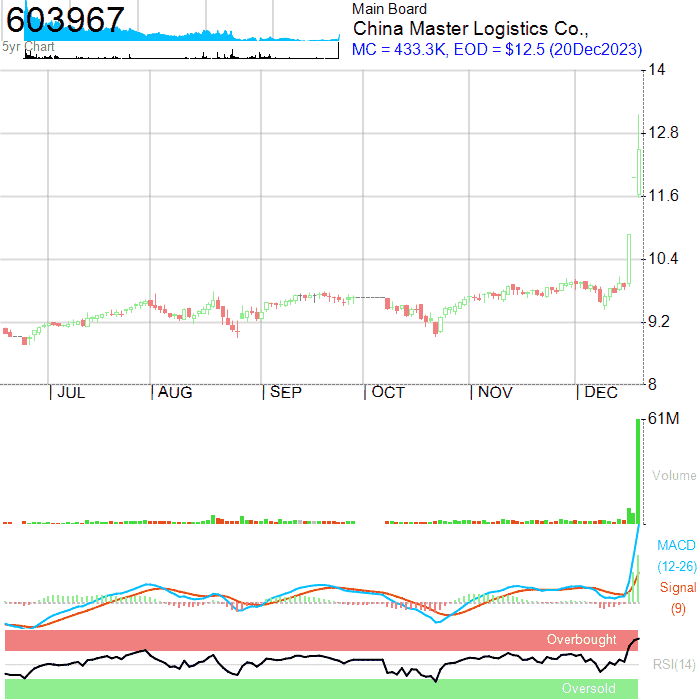 603967
5yr Chart
Main Board
China Master Logistics Co.,
MC = 433.3K, EOD = $12.5 (20Dec2023)
14
12.8
11.6
10.4
9.2
8
JUL
AUG
SEP
OCT
NOV
DEC
61M
Volume
MACD
(12-26)
Signal
(9)
Overbought
RSI(14)
Oversold